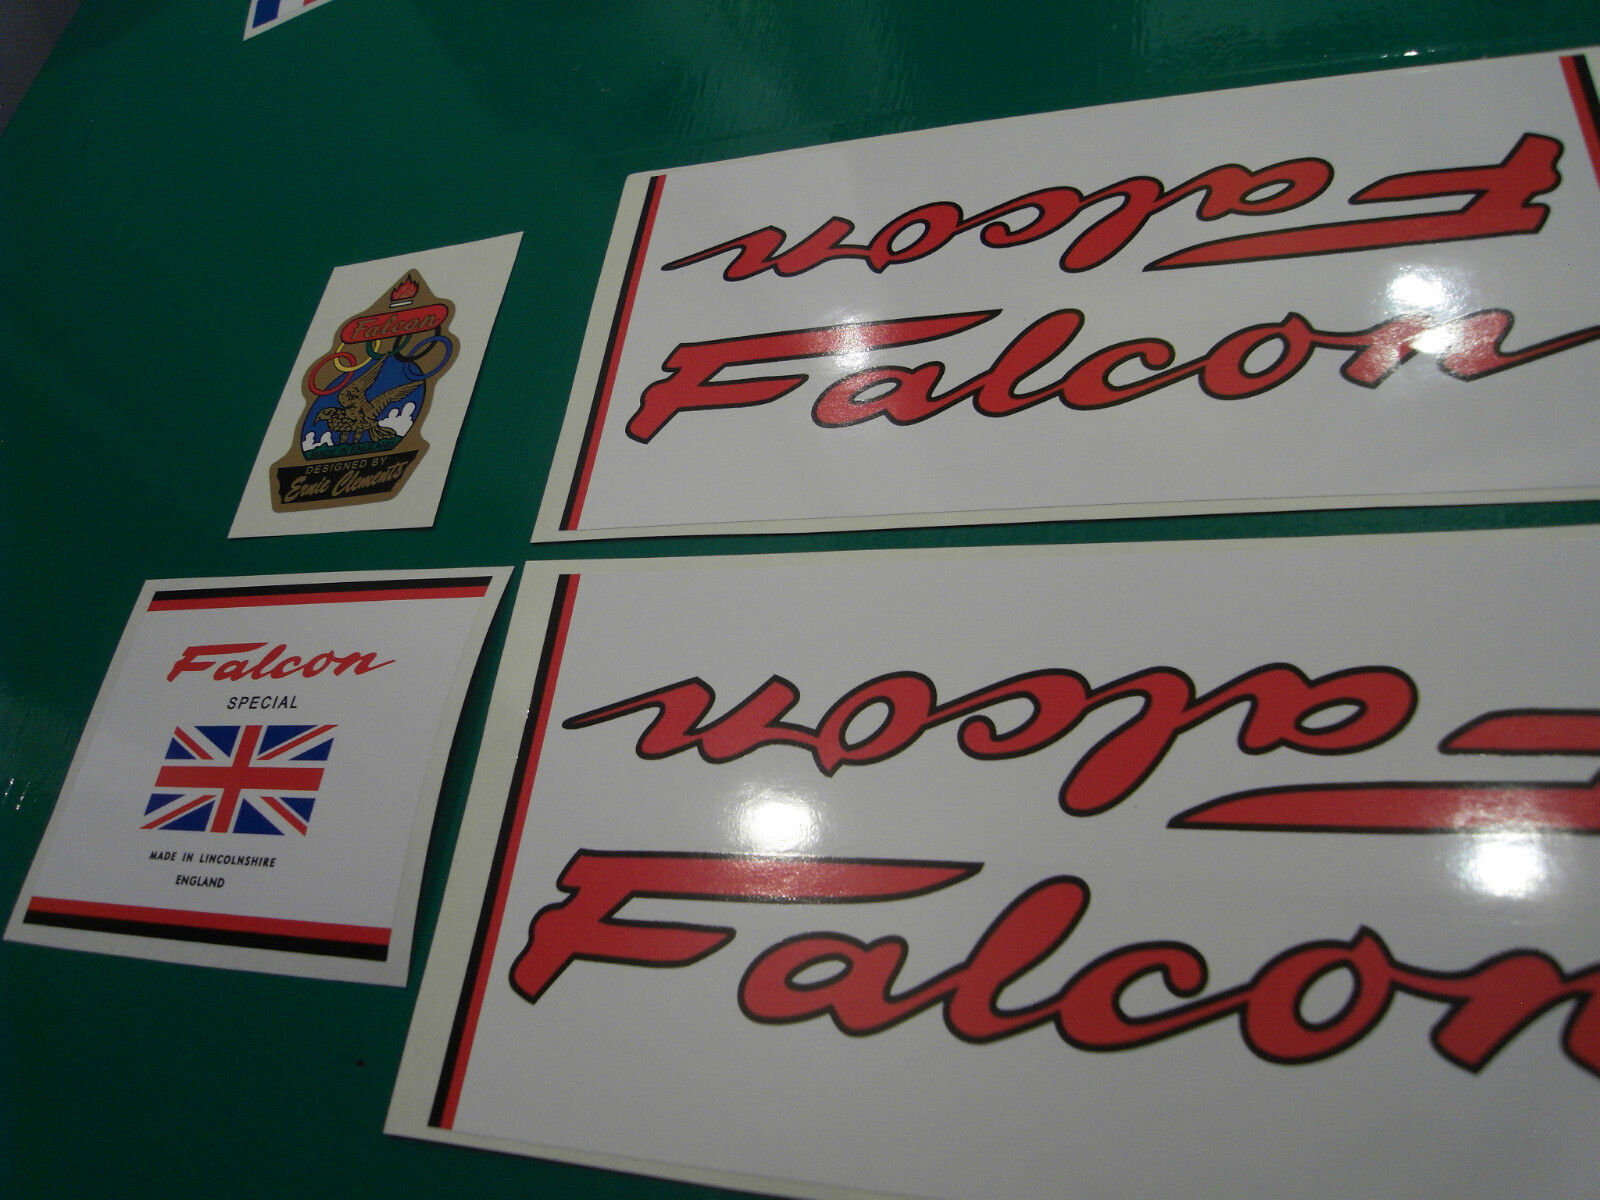 Falcon
DESIGNED BY
Ernie Clements
Falcon
Falcon
Falcon
SPECIAL
MADE IN LINCOLNSHIRE
ENGLAND
Falcon
Falcon